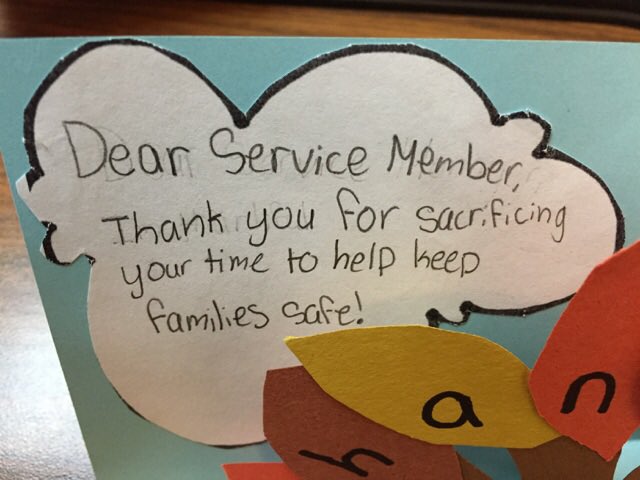 Dear Service Member,
Thank you for sacrificing
your time to help keep
families safe!
h a n